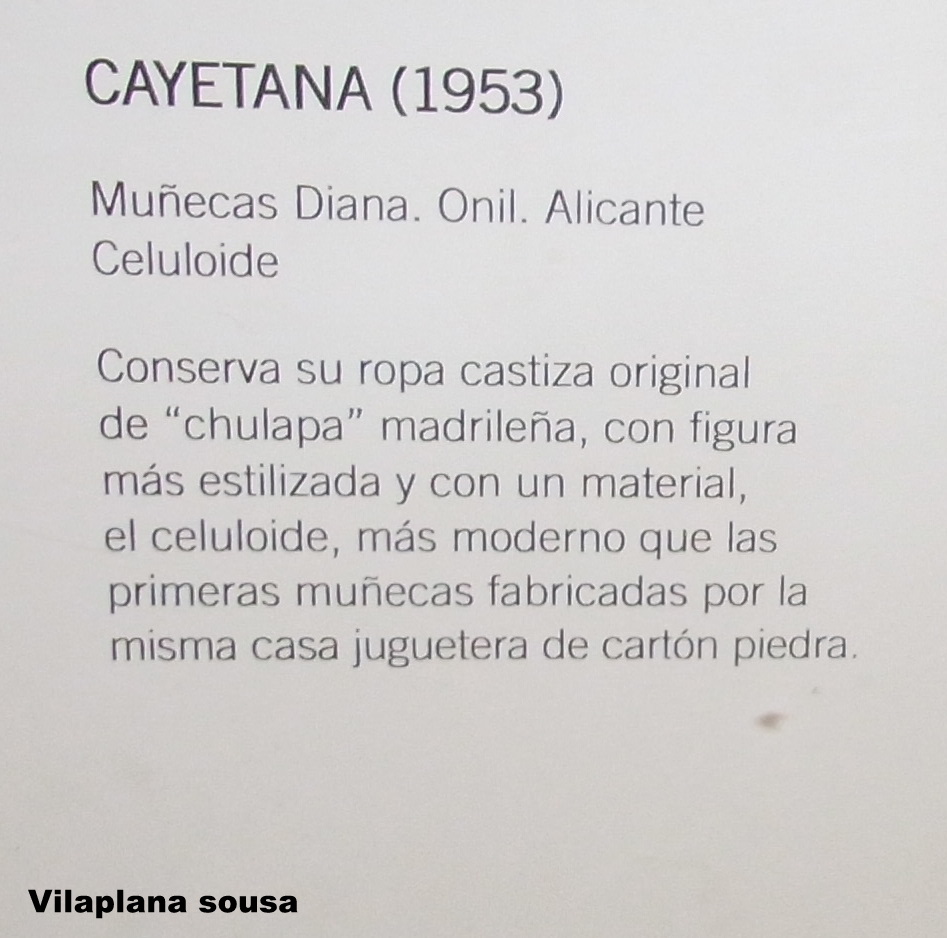 CAYETANA (1953)
Muñecas Diana. Onil. Alicante
Celuloide
Conserva su ropa castiza original
de “chulapa” madrileña, con figura
más estilizada y con un material,
el celuloide, más moderno que las
primeras muñecas fabricadas por la
misma casa juguetera de cartón piedra.
Vilaplana sousa